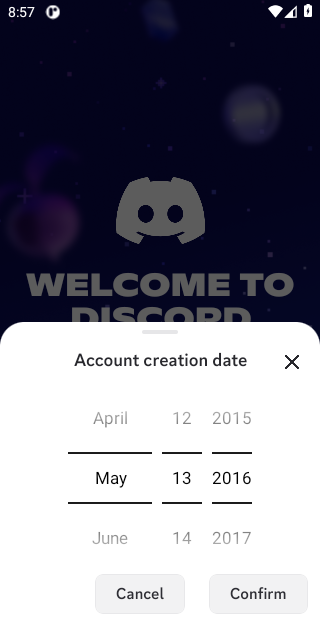 8:57
WELCOME TO
DISCORD
Account creation date
April 12 2015
May 13 2016
June 14 2017
Cancel Confirm